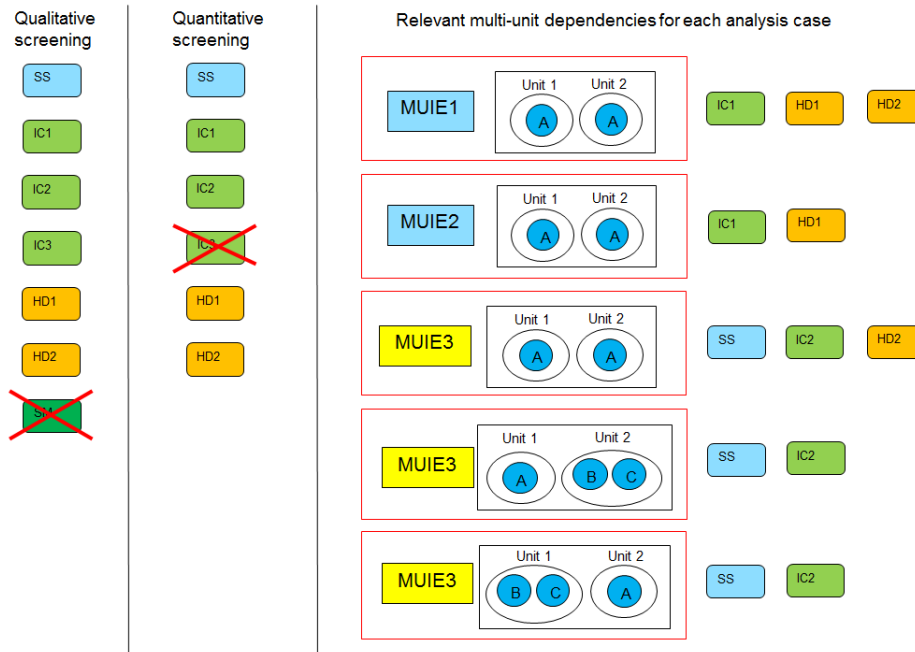 Qualitative
screening
SS
IC1
IC2
IC3
HD1
HD2
SM
Quantitative
screening
SS
IC1
IC2
IC3
HD1
HD2
Relevant multi-unit dependencies for each analysis case
MUIE1
Unit 1
Unit 2
A
A
IC1
HD1
HD2
MUIE2
Unit 1
Unit 2
A
A
IC1
HD1
MUIE3
Unit 1
Unit 2
A
A
SS
IC2
HD2
MUIE3
Unit 1
Unit 2
A
B
C
SS
IC2
MUIE3
Unit 1
Unit 2
B
C
A
SS
IC2